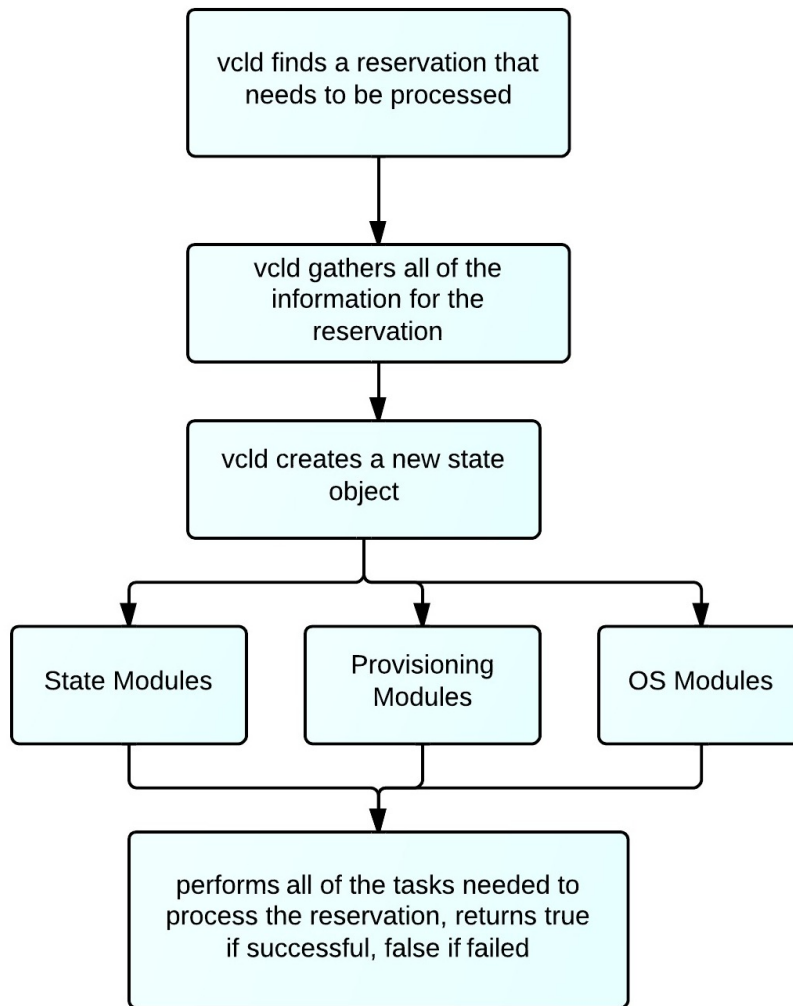 vcld finds a reservation that
needs to be processed
vcld gathers all of the
information for the
reservation
vcld creates a new state
object
State Modules
Provisioning
Modules
OS Modules
performs all of the tasks needed to
process the reservation, returns true
if successful, false if failed